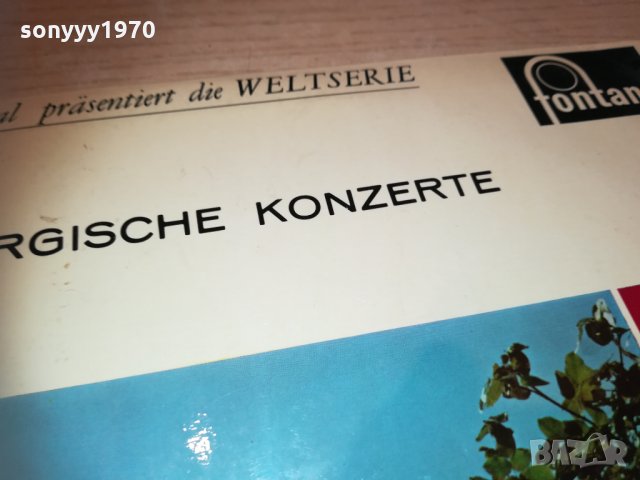 sonyyy1970
al präsentiert die WELTSERIE
fontan
RGISCHE KONZERTE
BAZAR